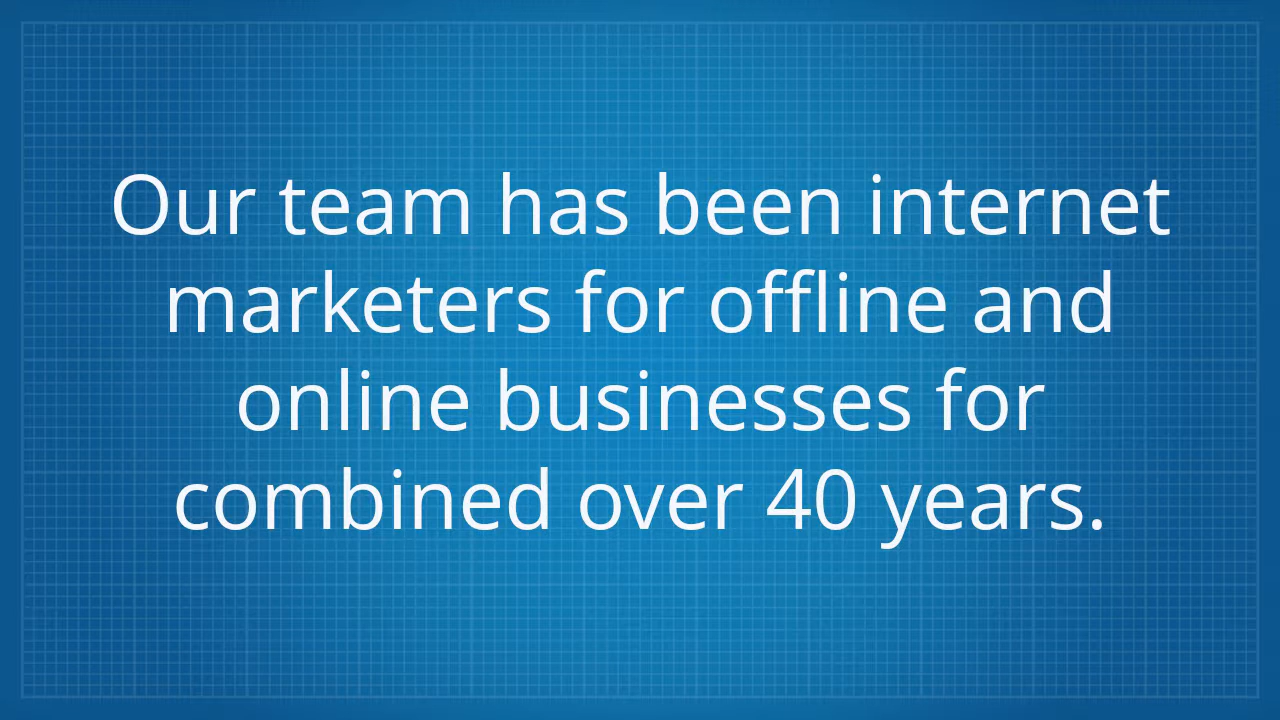 Our team has been internet
marketers for offline and
online businesses for
combined over 40 years.